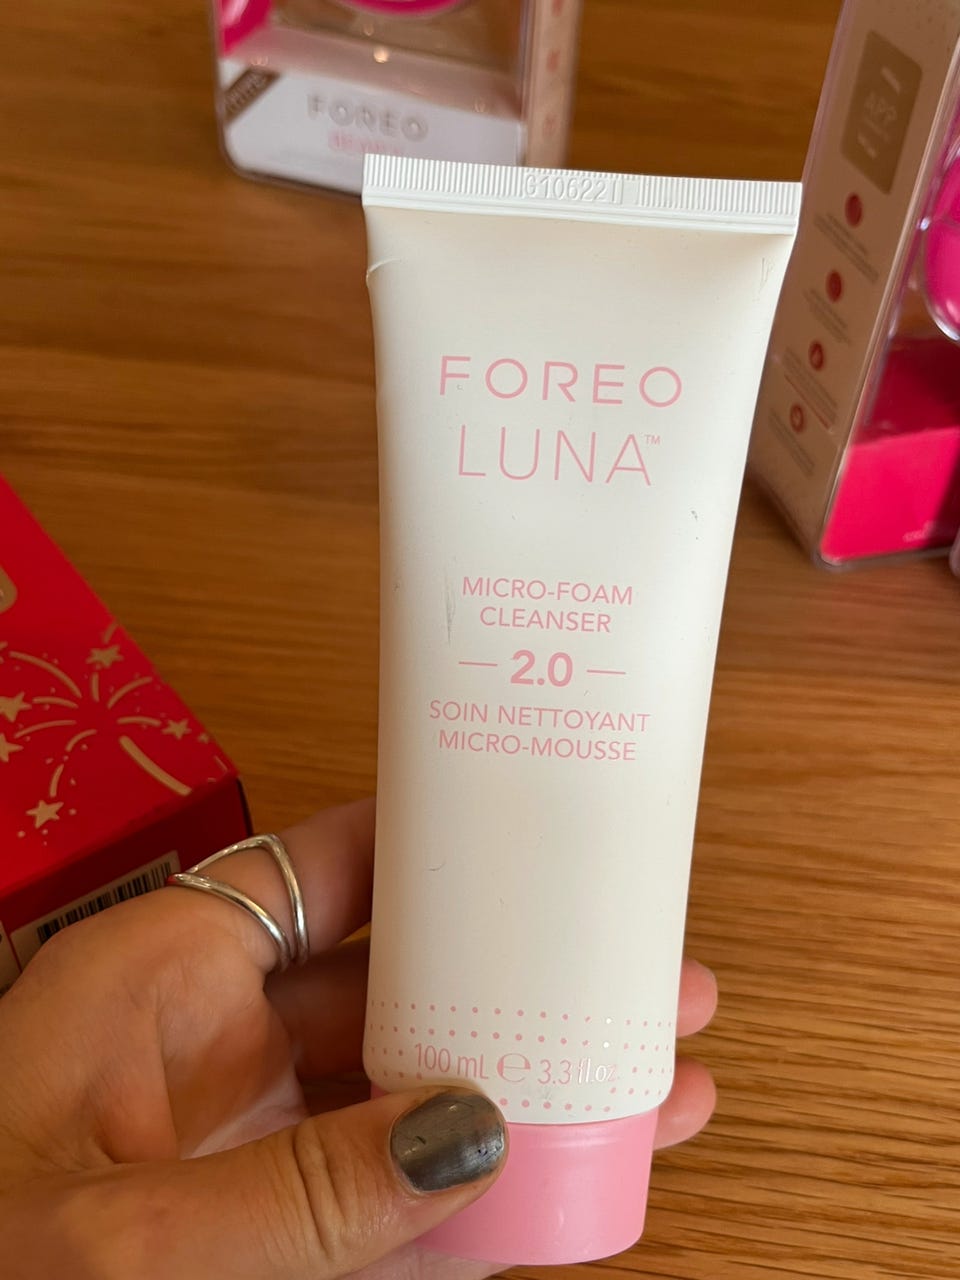 FOREO
G106221
FOREO
LUNA™
MICRO-FOAM
CLEANSER
2.0
SOIN NETTOYANT
MICRO-MOUSSE
100 mL ℮ 3.3 fl.oz.